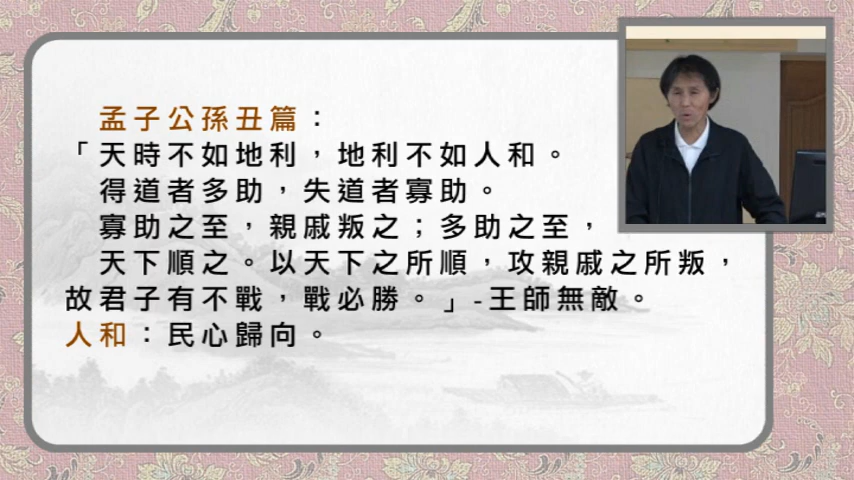 孟子公孫丑篇：
「天時不如地利，地利不如人和。
得道者多助，失道者寡助。
寡助之至，親戚叛之；多助之至，
天下順之。以天下之所順，攻親戚之所叛，
故君子有不戰，戰必勝。」-王師無敵。
人和：民心歸向。